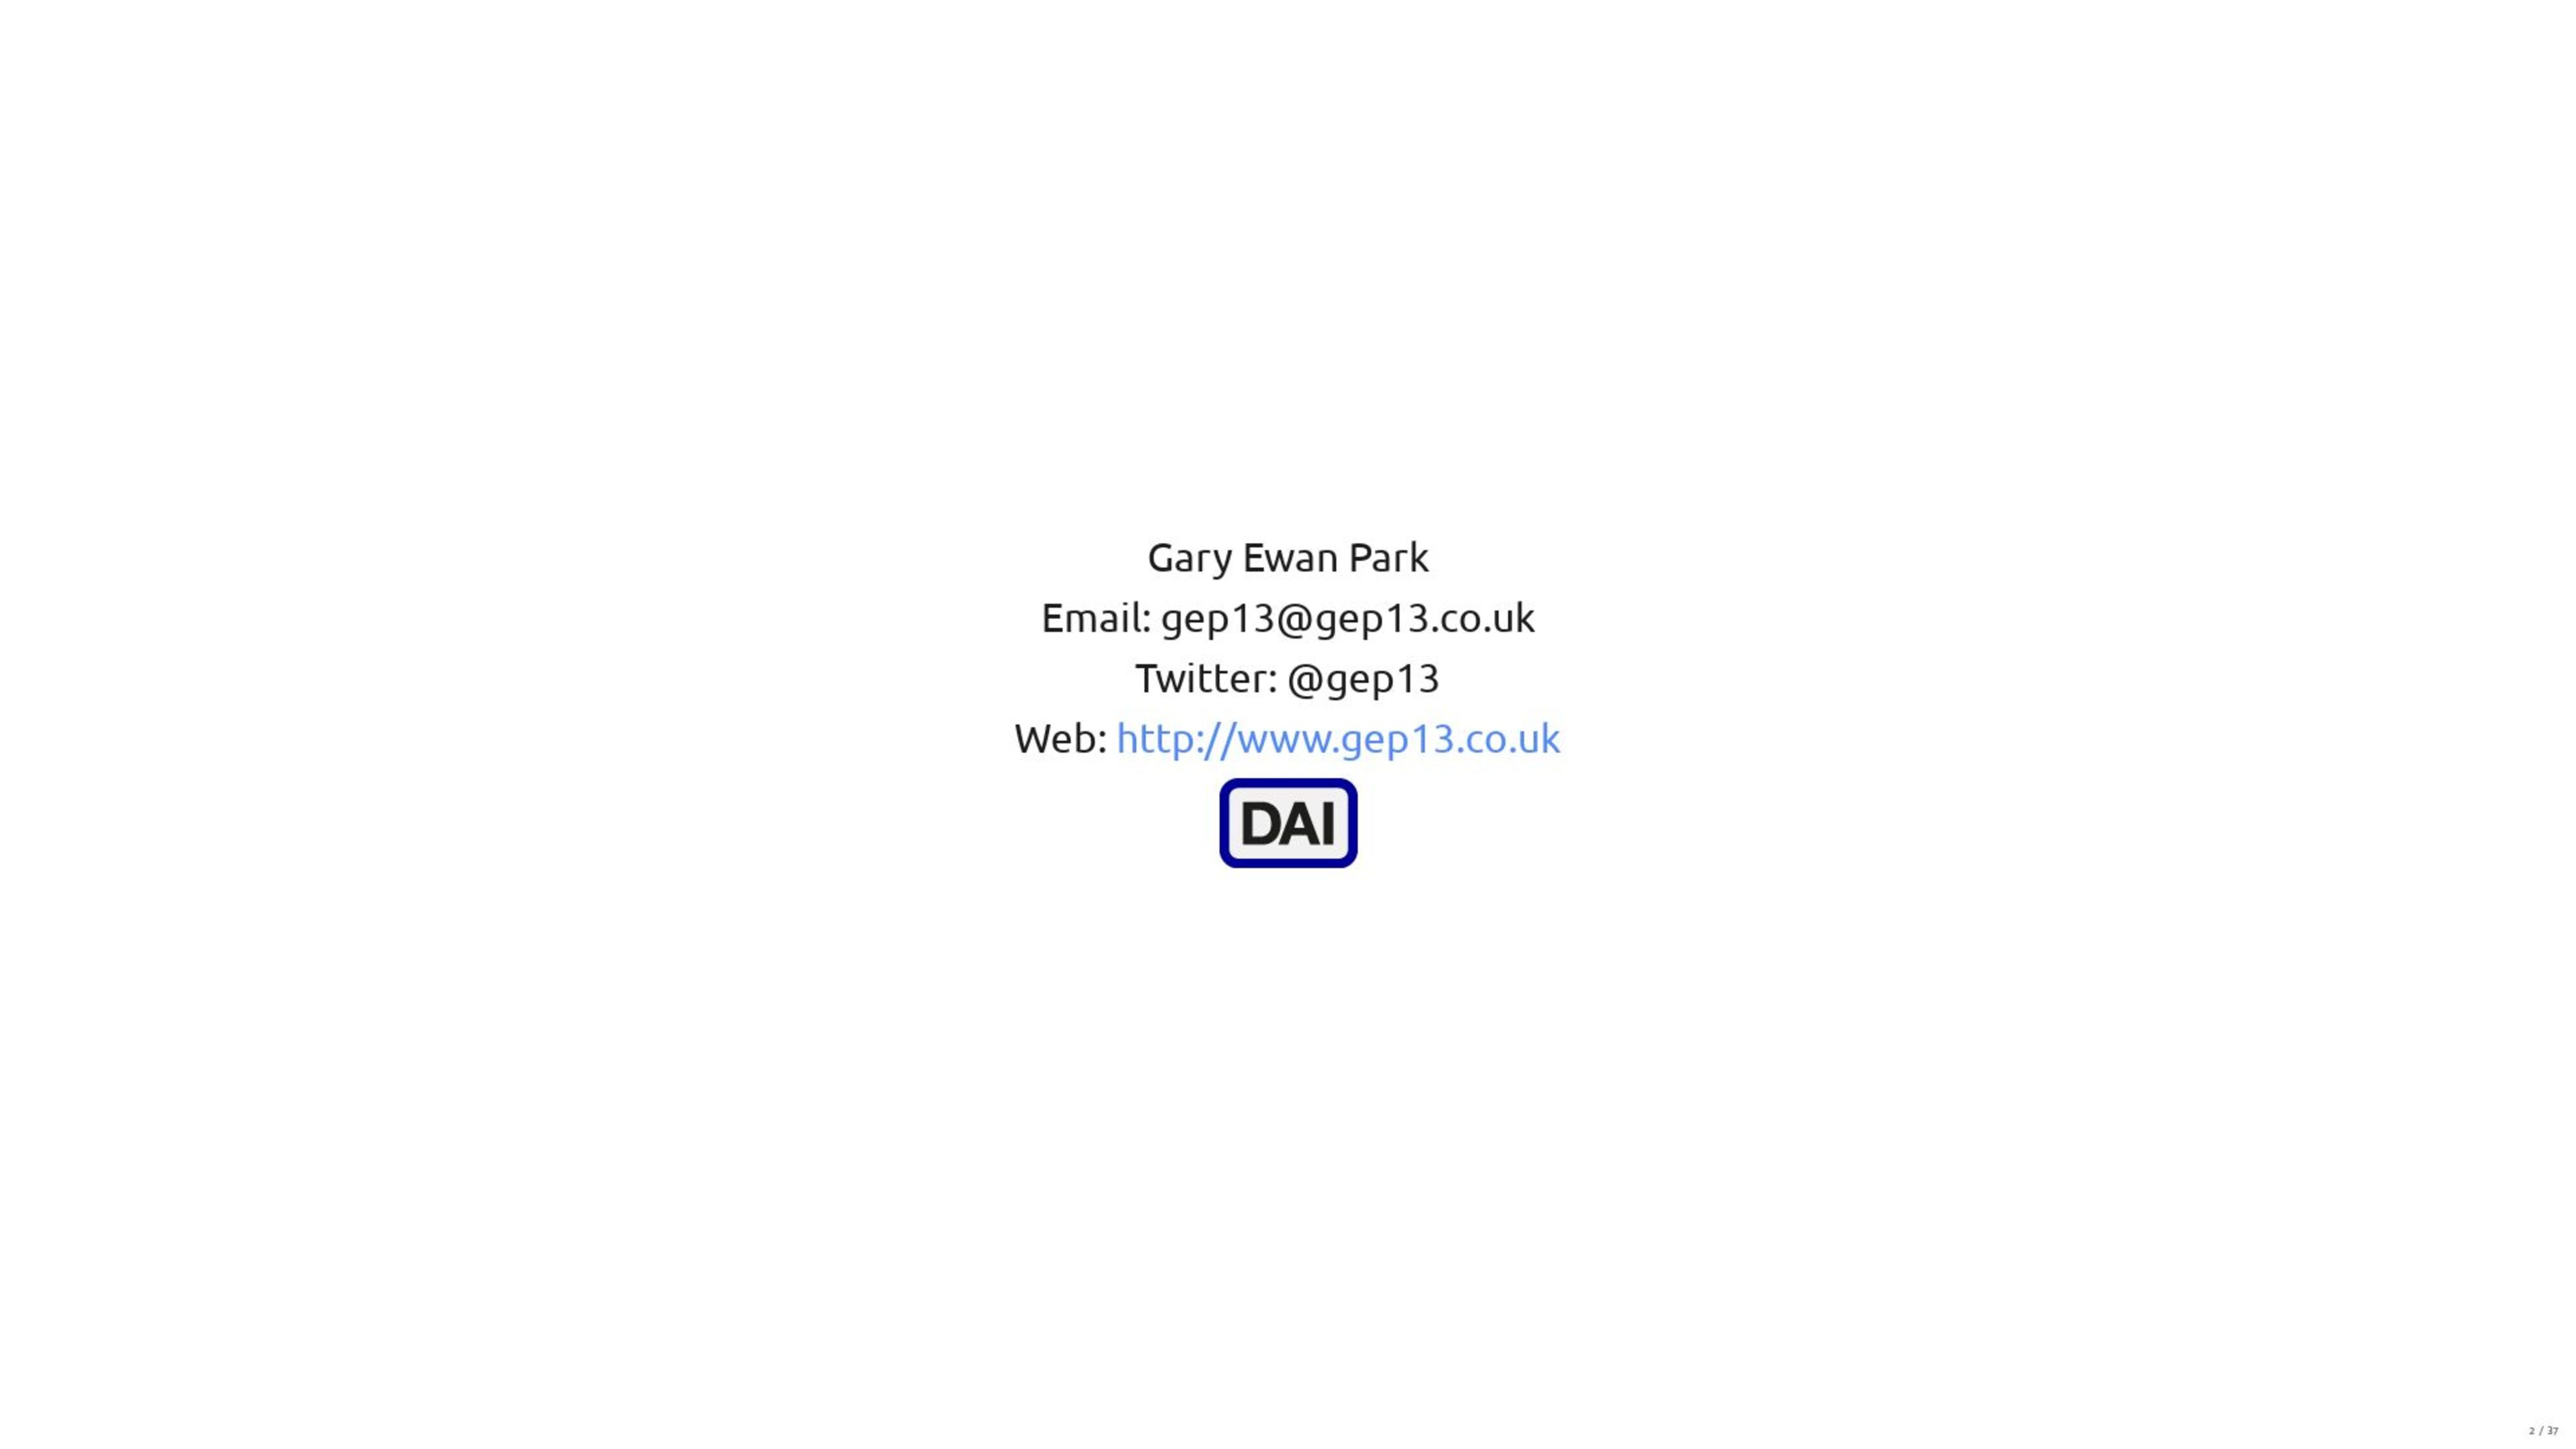 Gary Ewan Park
Email: gep13@gep13.co.uk
Twitter: @gep13
Web: http://www.gep13.co.uk
DAI
2 / 37